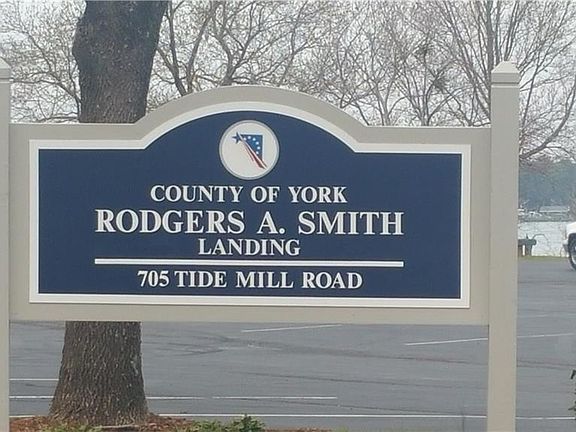 COUNTY OF YORK
RODGERS A. SMITH
LANDING
705 TIDE MILL ROAD